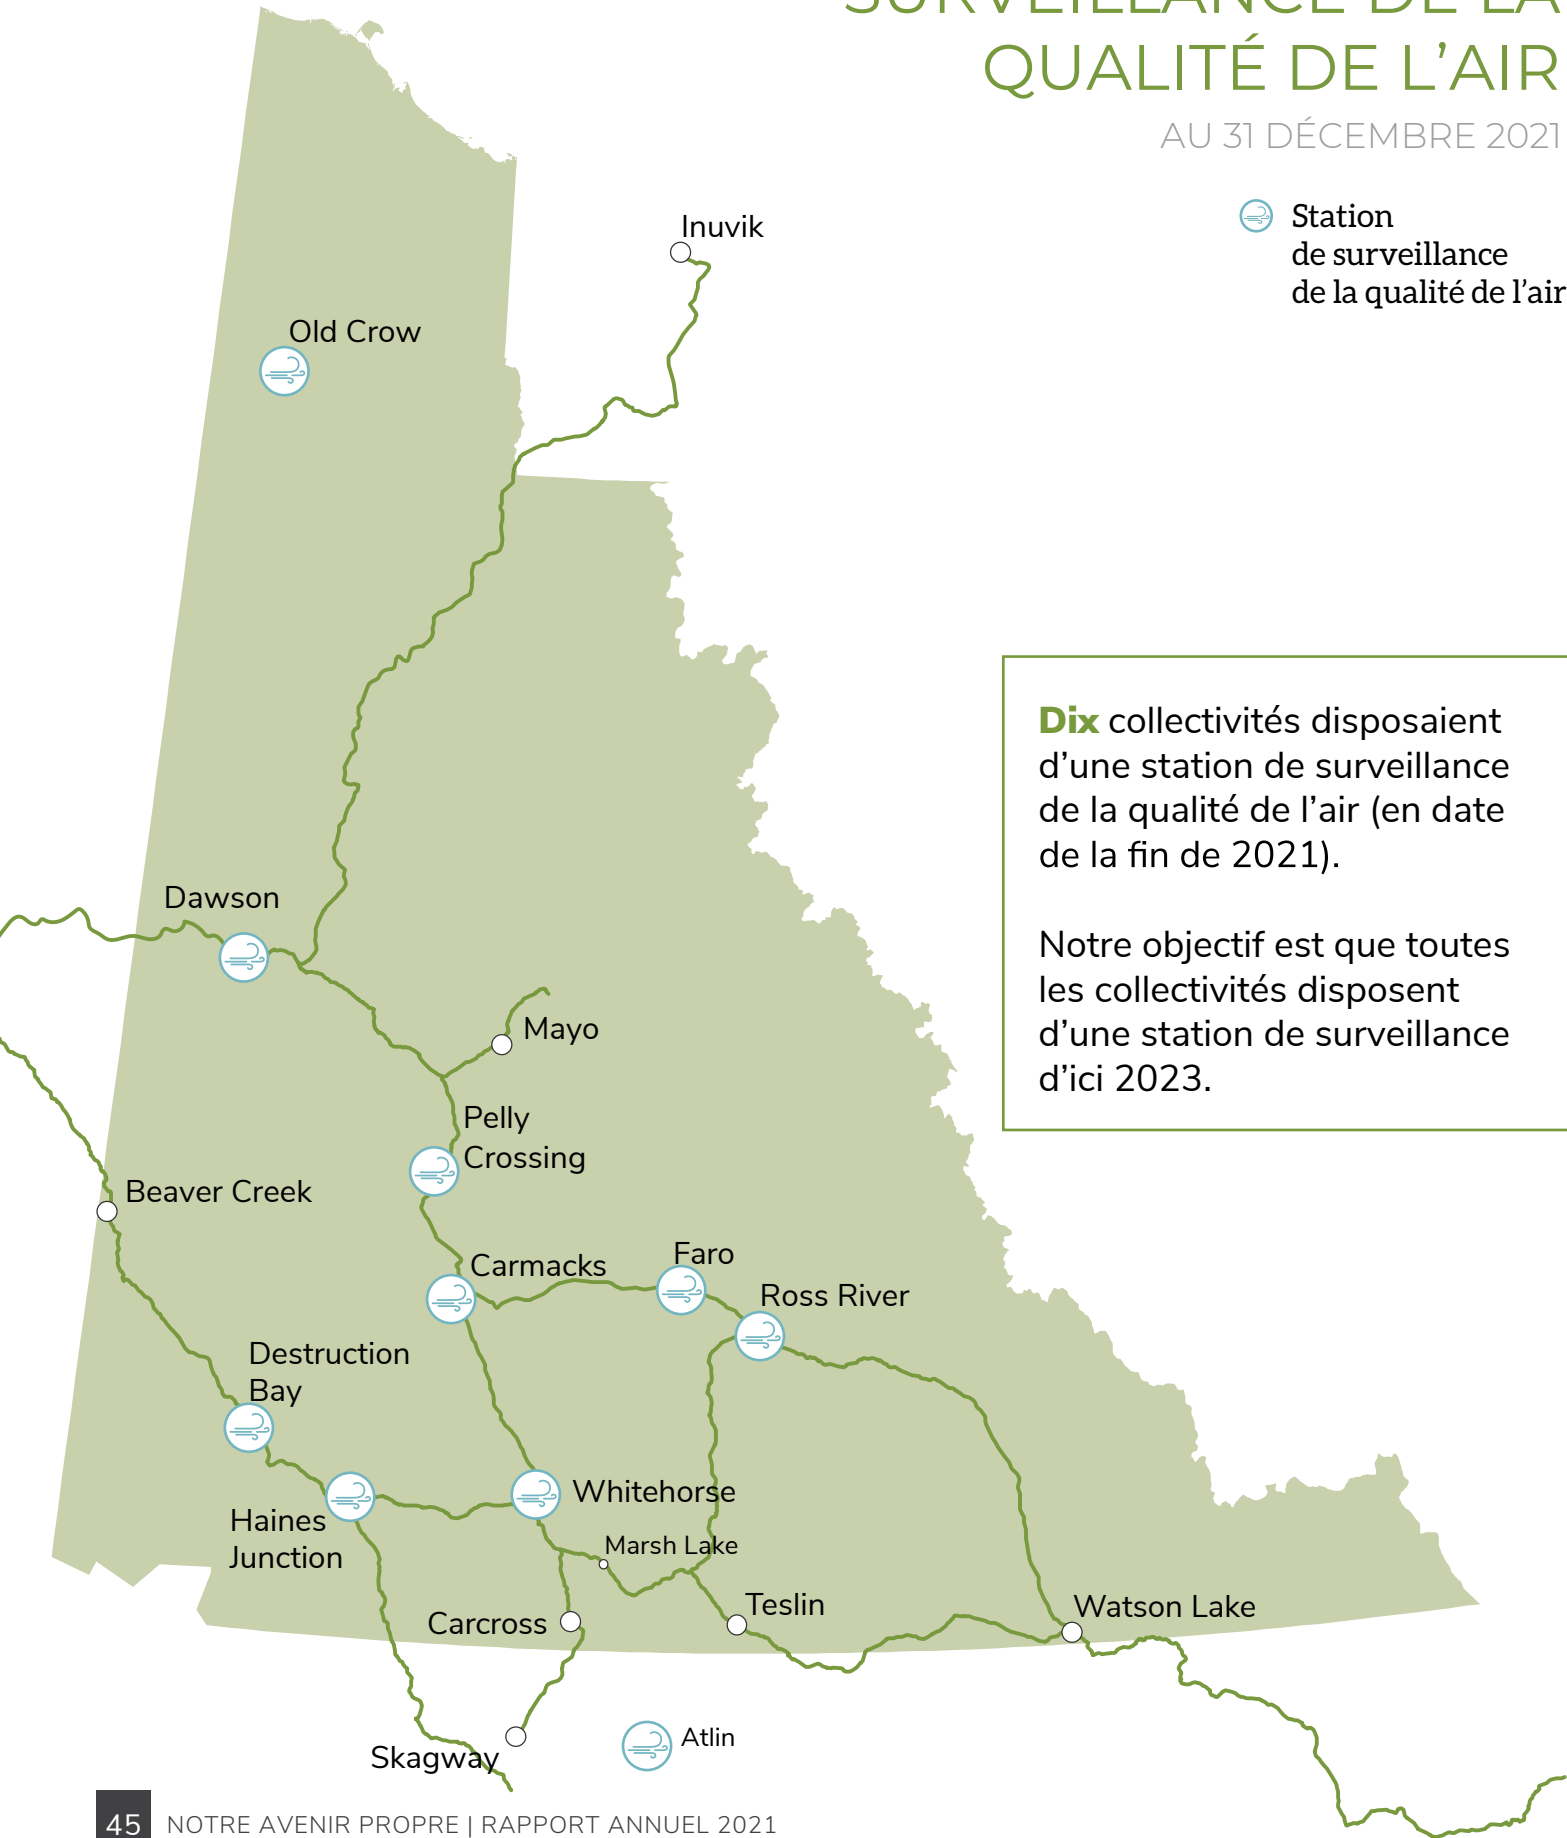 SURVEILLANCE DE LA
QUALITÉ DE L'AIR
AU 31 DÉCEMBRE 2021
Station
de surveillance
de la qualité de l'air
Inuvik
Old Crow
Dix collectivités disposaient
d'une station de surveillance
de la qualité de l'air (en date
de la fin de 2021).
Notre objectif est que toutes
les collectivités disposent
d'une station de surveillance
d'ici 2023.
Dawson
Mayo
Pelly
Crossing
Beaver Creek
Carmacks
Faro
Ross River
Destruction
Bay
Whitehorse
Haines
Junction
Marsh Lake
Carcross
Teslin
Watson Lake
Skagway
Atlin
45 NOTRE AVENIR PROPRE | RAPPORT ANNUEL 2021